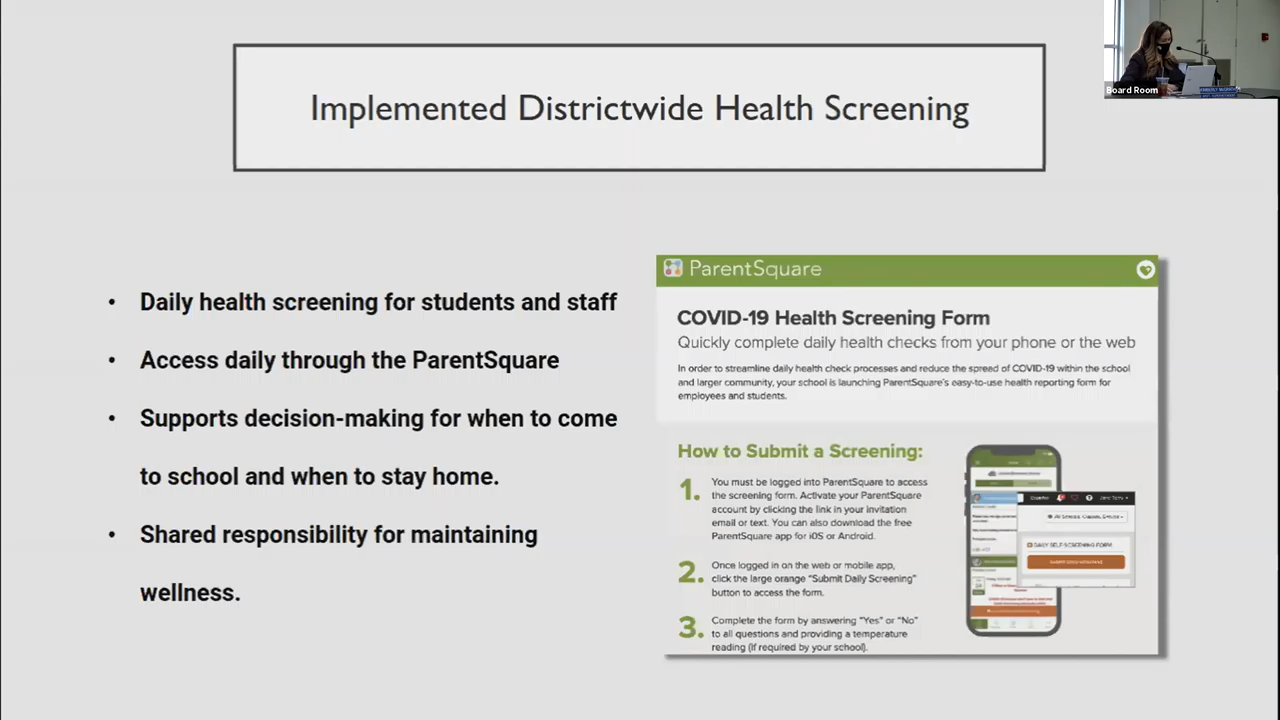 Implemented Districtwide Health Screening
Board Room
• Daily health screening for students and staff
• Access daily through the ParentSquare
• Supports decision-making for when to come
to school and when to stay home.
• Shared responsibility for maintaining
wellness.
ParentSquare
COVID-19 Health Screening Form
Quickly complete daily health checks from your phone or the web
In order to streamline daily health check processes and reduce the spread of COVID-19 within the school
and larger community, your school is launching ParentSquare's easy-to-use health reporting form for
employees and students.
How to Submit a Screening:
1. You must be logged into ParentSquare to access
the screening form. Activate your ParentSquare
account by clicking the link in your invitation
email or text. You can also download the free
ParentSquare app for iOS or Android.
2. Once logged in on the web or mobile app,
click the large orange "Submit Daily Screening"
button to access the form.
3. Complete the form by answering "Yes" or "No"
to all questions and providing a temperature
reading (if required by your school).
DAILY SELF-SCREENING FORM